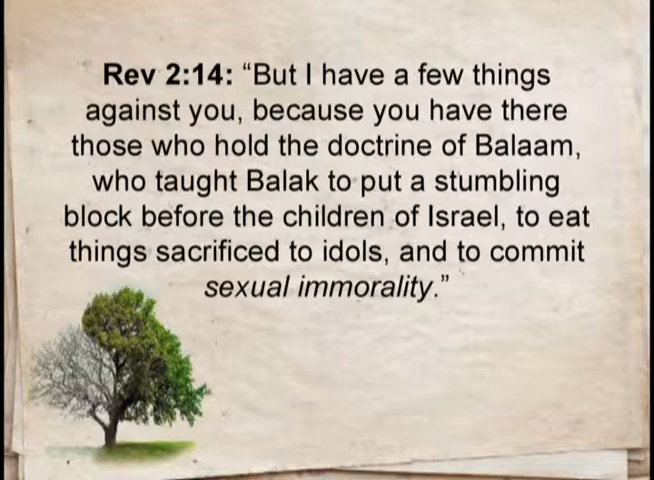 Rev 2:14: “But I have a few things
against you, because you have there
those who hold the doctrine of Balaam,
who taught Balak to put a stumbling
block before the children of Israel, to eat
things sacrificed to idols, and to commit
sexual immorality.”